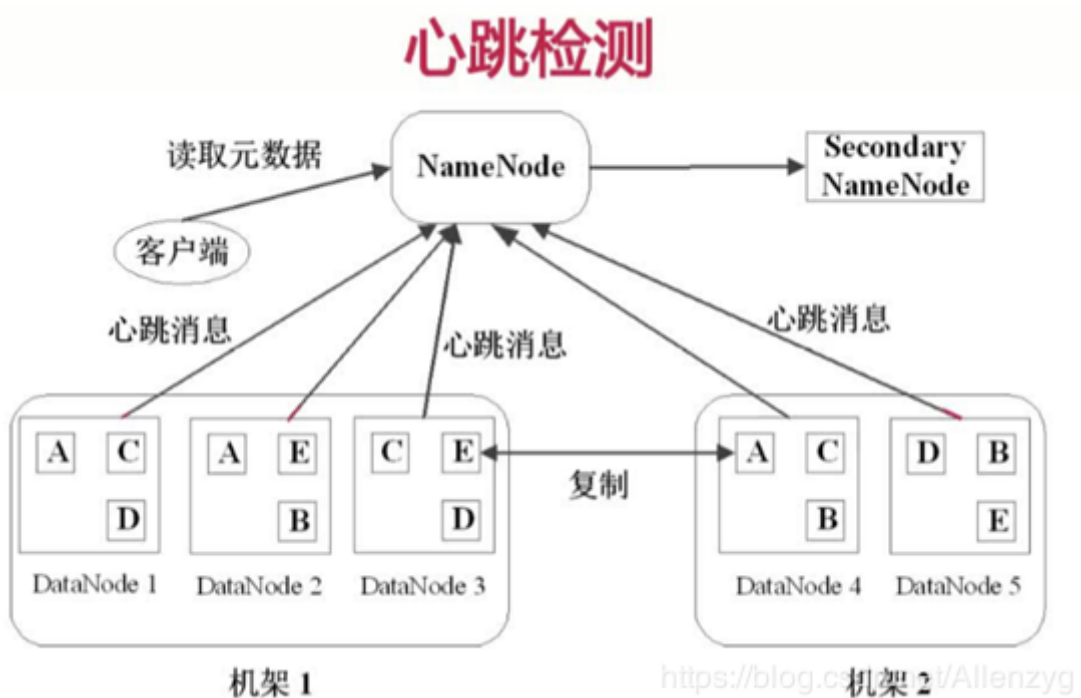 心跳检测
读取元数据
NameNode
Secondary
NameNode
客户端
心跳消息
心跳消息
心跳消息
A C
D
A E
B
C E
D
复制
A C
B
D B
E
DataNode 1
DataNode 2
DataNode 3
DataNode 4
DataNode 5
机架 1
机架 2